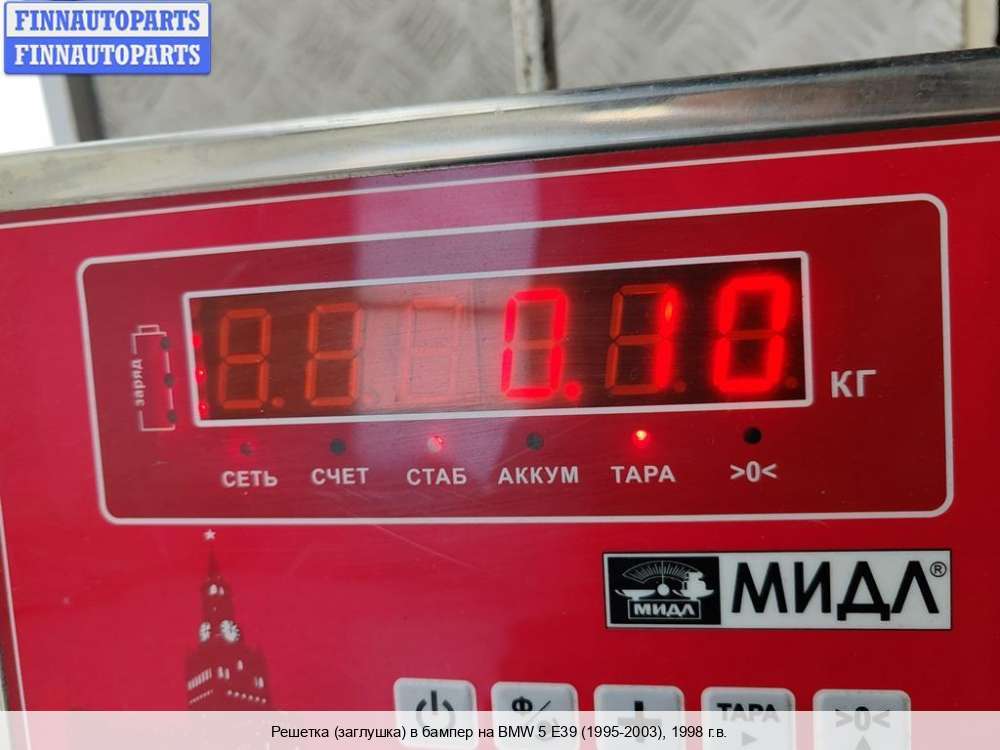 FINNAUTOPARTS
FINNAUTOPARTS
заряд
0.10
КГ
СЕТЬ СЧЕТ СТАБ АККУМ ТАРА >0<
МИДЛ МИДЛ®
ТАРА >0<
Решетка (заглушка) в бампер на BMW 5 E39 (1995-2003), 1998 г.в.